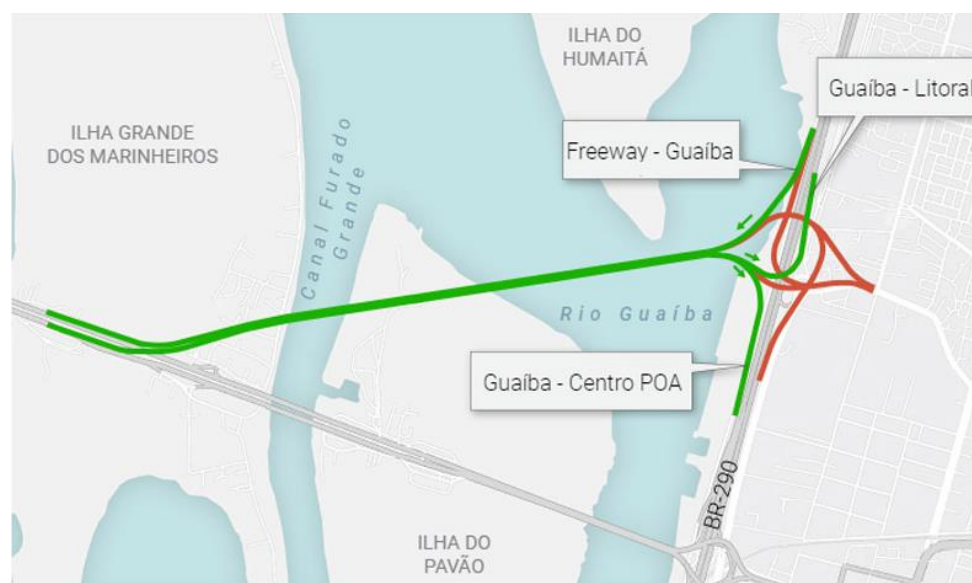 ILHA DO
HUMAITÁ
Guaíba - Litoral
ILHA GRANDE
DOS MARINHEIROS
Freeway - Guaíba
Canal Furado
Grande
Rio Guaíba
Guaíba - Centro POA
BR-290
ILHA DO
PAVÃO